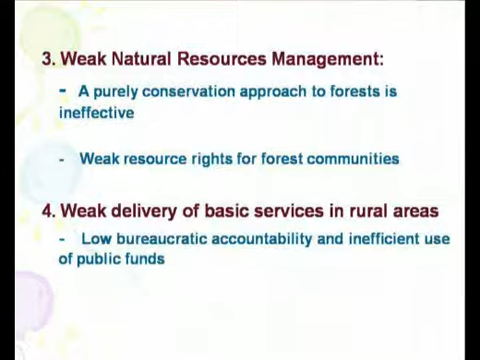 3. Weak Natural Resources Management:
- A purely conservation approach to forests is
ineffective
- Weak resource rights for forest communities
4. Weak delivery of basic services in rural areas
- Low bureaucratic accountability and inefficient use
of public funds